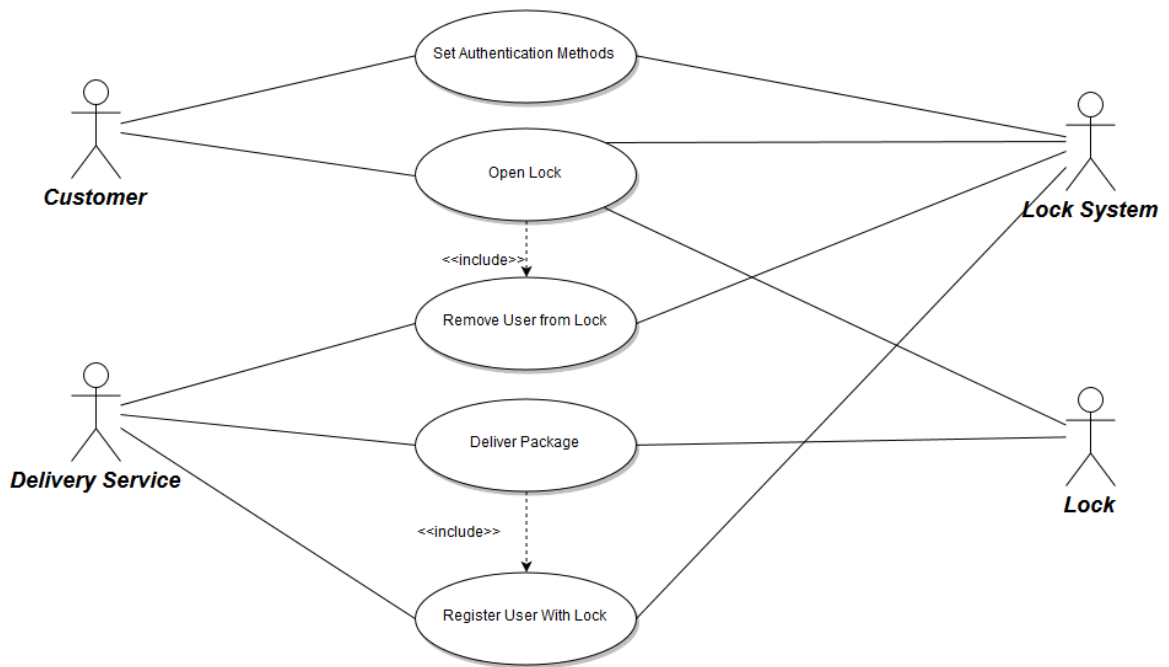 Set Authentication Methods
Customer
Open Lock
Lock System
<<include>>
Remove User from Lock
Delivery Service
Deliver Package
Lock
<<include>>
Register User With Lock